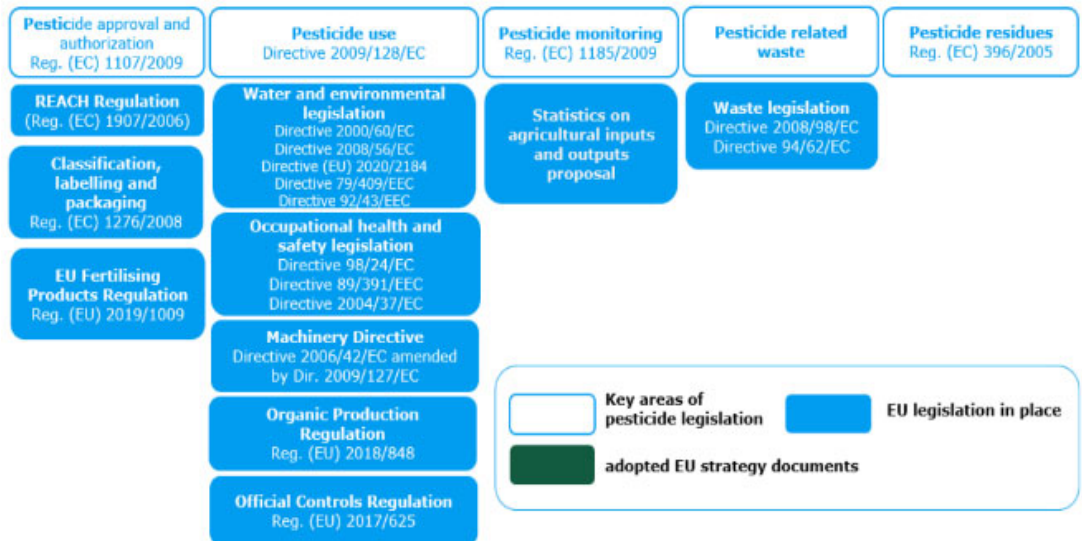 Pesticide approval and
authorization
Reg. (EC) 1107/2009
REACH Regulation
(Reg. (EC) 1907/2006)
Classification,
labelling and
packaging
Reg. (EC) 1276/2008
EU Fertilising
Products Regulation
Reg. (EU) 2019/1009
Pesticide use
Directive 2009/128/EC
Water and environmental
legislation
Directive 2000/60/EC
Directive 2008/56/EC
Directive (EU) 2020/2184
Directive 79/409/EEC
Directive 92/43/EEC
Occupational health and
safety legislation
Directive 98/24/EC
Directive 89/391/EEC
Directive 2004/37/EC
Machinery Directive
Directive 2006/42/EC amended
by Dir. 2009/127/EC
Organic Production
Regulation
Reg. (EU) 2018/848
Official Controls Regulation
Reg. (EU) 2017/625
Pesticide monitoring
Reg. (EC) 1185/2009
Statistics on
agricultural inputs
and outputs
proposal
Pesticide related
waste
Waste legislation
Directive 2008/98/EC
Directive 94/62/EC
Pesticide residues
Reg. (EC) 396/2005
Key areas of
pesticide legislation
EU legislation in place
adopted EU strategy documents